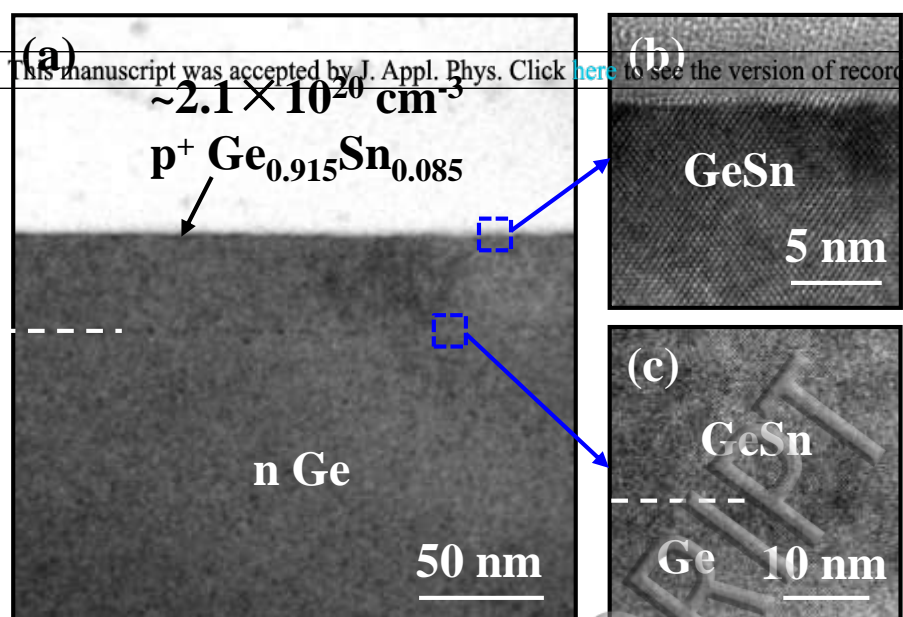 (a)
This manuscript was accepted by J. Appl. Phys. Click here to see the version of record
~2.1×10²⁰ cm⁻³
p⁺ Ge₀.₉₁₅Sn₀.₀₈₅
n Ge
50 nm
(b)
GeSn
5 nm
(c)
GeSn
Ge
10 nm
RIPT